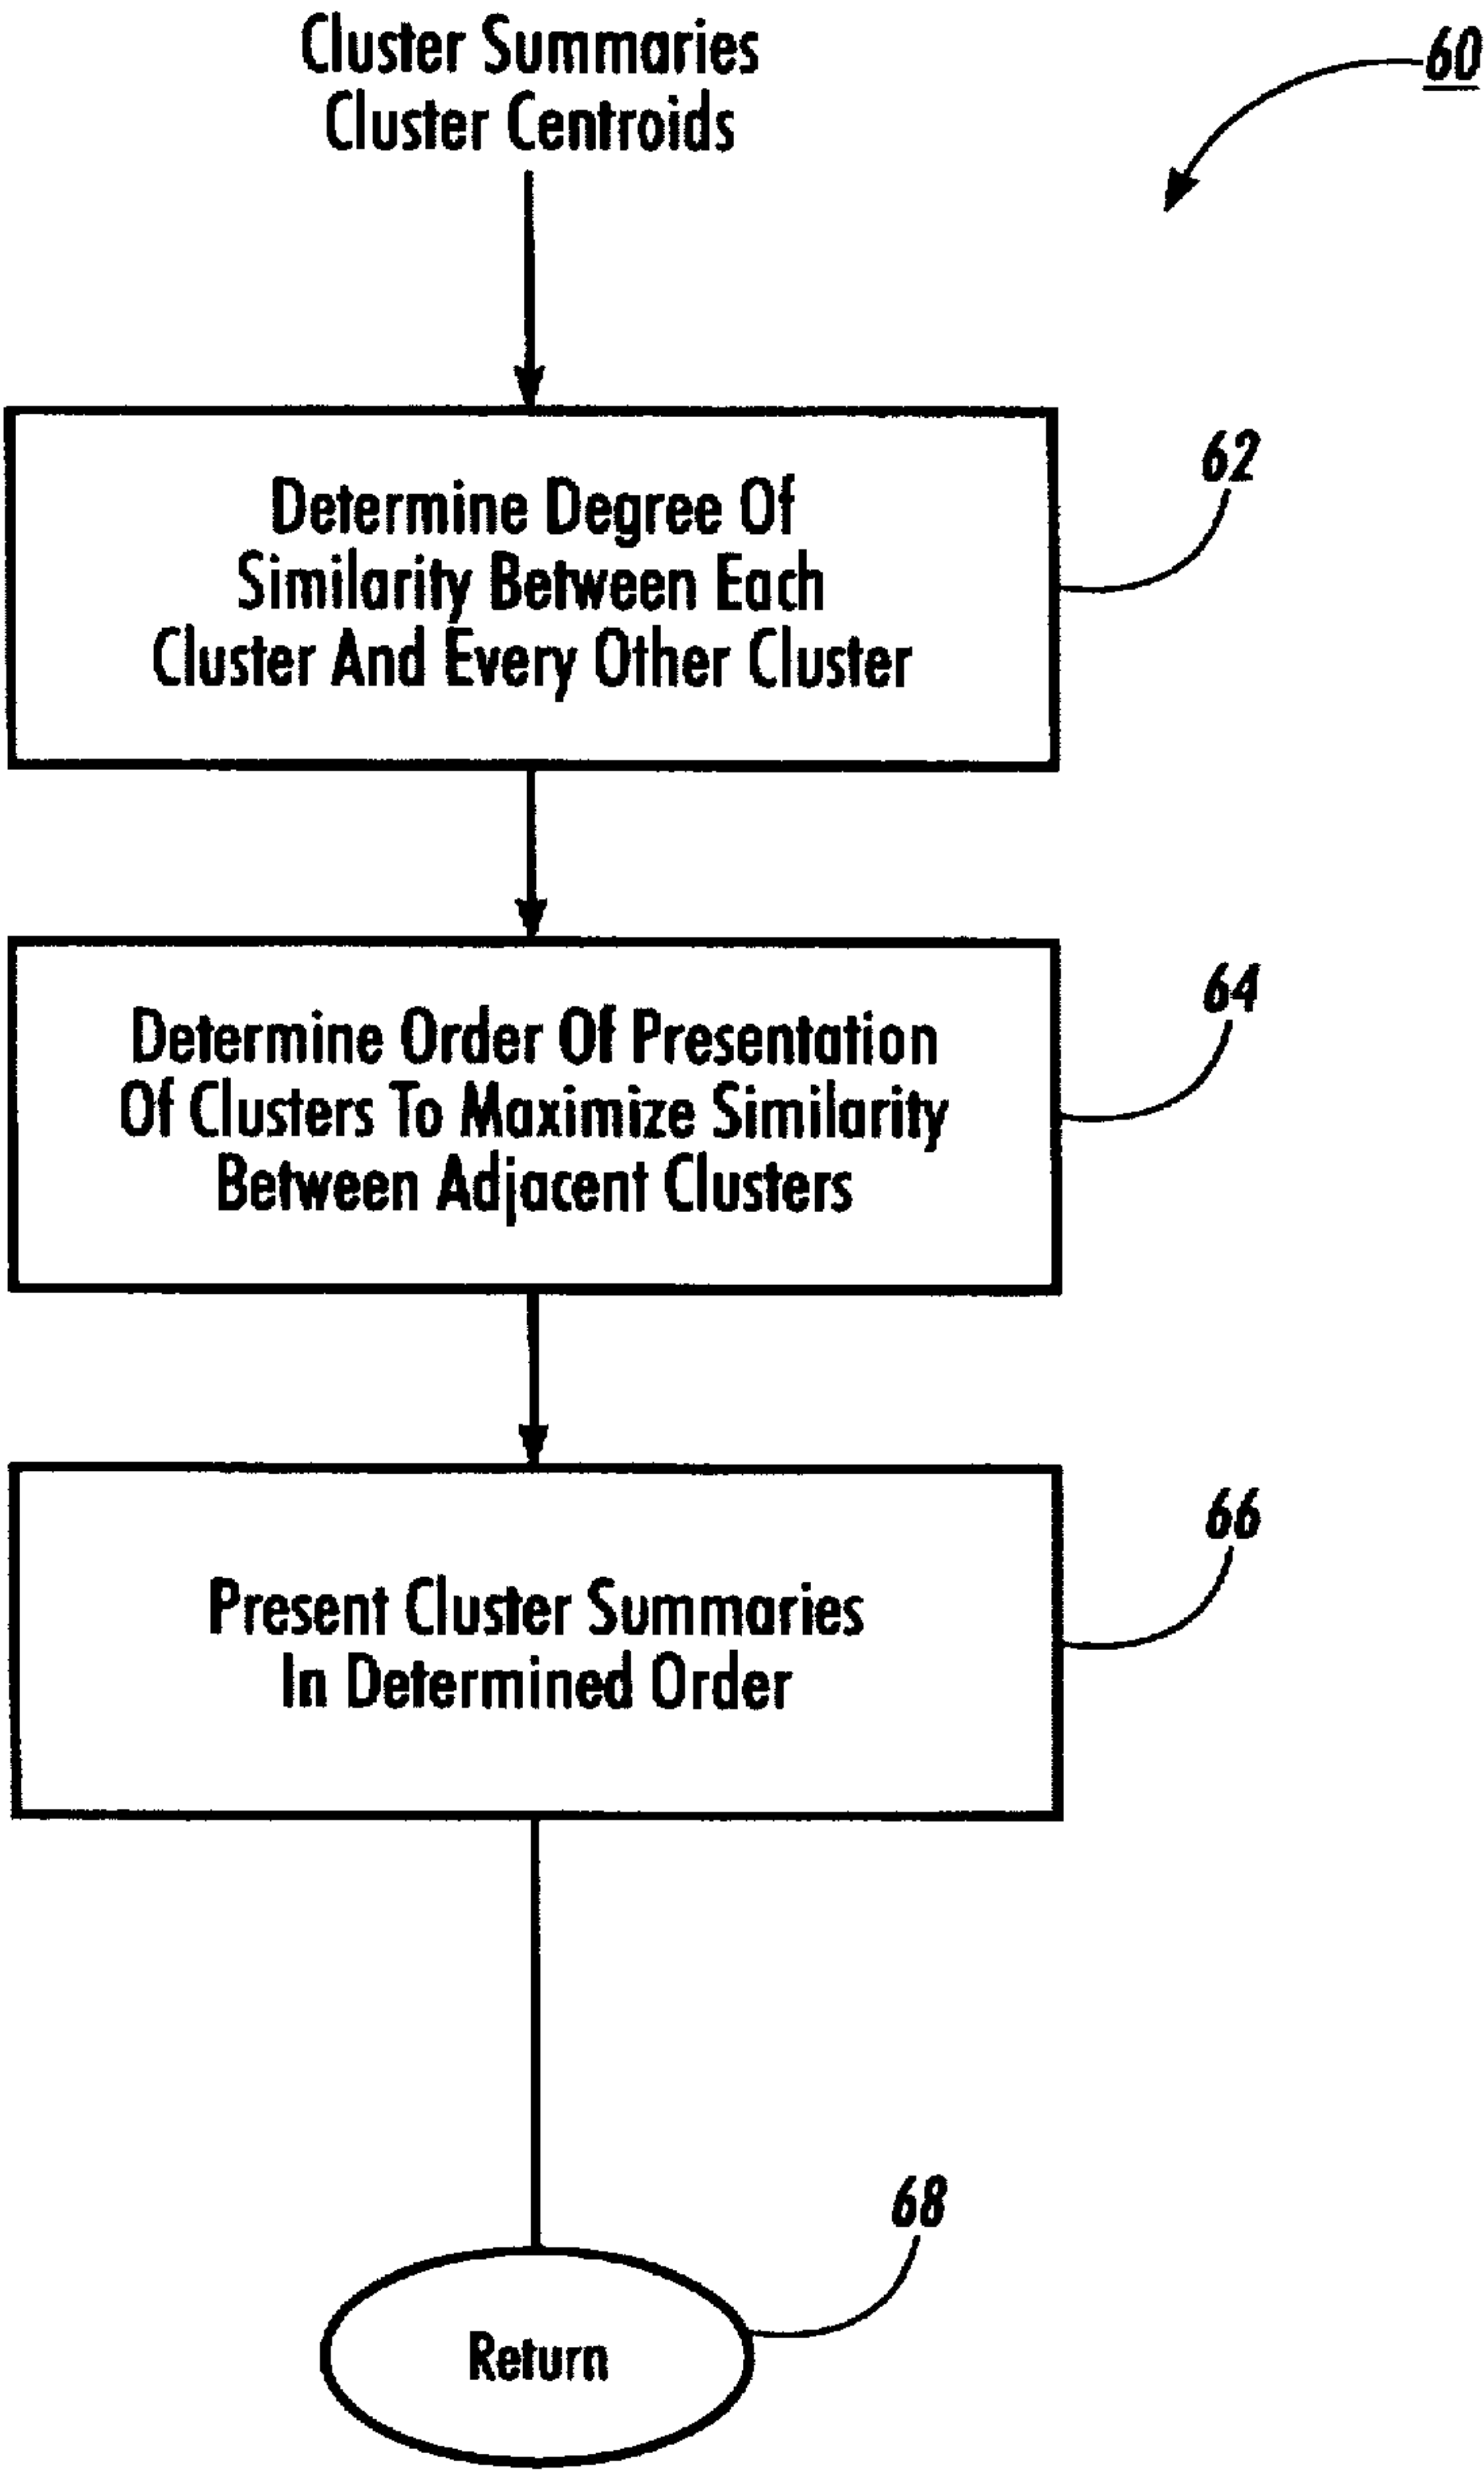 Cluster Summaries
Cluster Centroids
60
Determine Degree Of
Similarity Between Each
Cluster And Every Other Cluster
62
Determine Order Of Presentation
Of Clusters To Maximize Similarity
Between Adjacent Clusters
64
Present Cluster Summaries
In Determined Order
66
68
Return